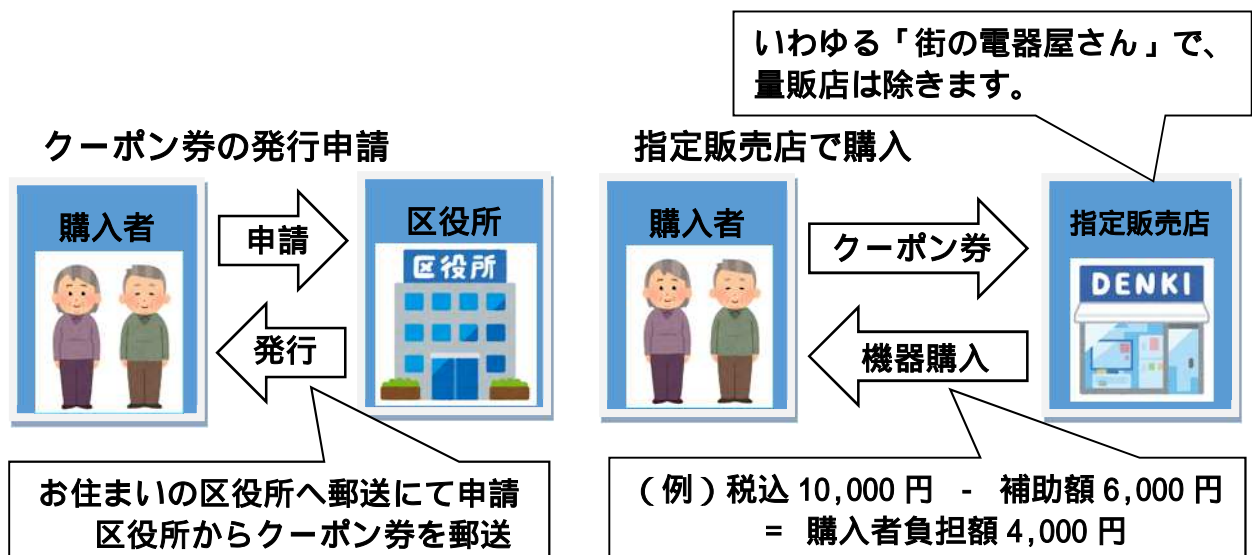 いわゆる「街の電器屋さん」で、
量販店は除きます。
クーポン券の発行申請
購入者
申請
発行
区役所
区役所
お住まいの区役所へ郵送にて申請
区役所からクーポン券を郵送
指定販売店で購入
購入者
クーポン券
機器購入
指定販売店
DENKI
(例)税込 10,000 円 - 補助額 6,000 円
= 購入者負担額 4,000 円